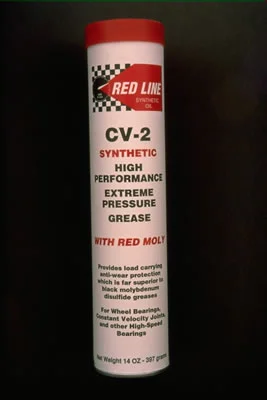 RED LINE
SYNTHETIC
OIL
CV-2
SYNTHETIC
HIGH
PERFORMANCE
EXTREME
PRESSURE
GREASE
WITH RED MOLY
Provides load carrying
anti-wear protection
which is far superior to
black molybdenum
disulfide greases
For Wheel Bearings,
Constant Velocity Joints,
and other High-Speed
Bearings
Net Weight 14 OZ - 397 grams